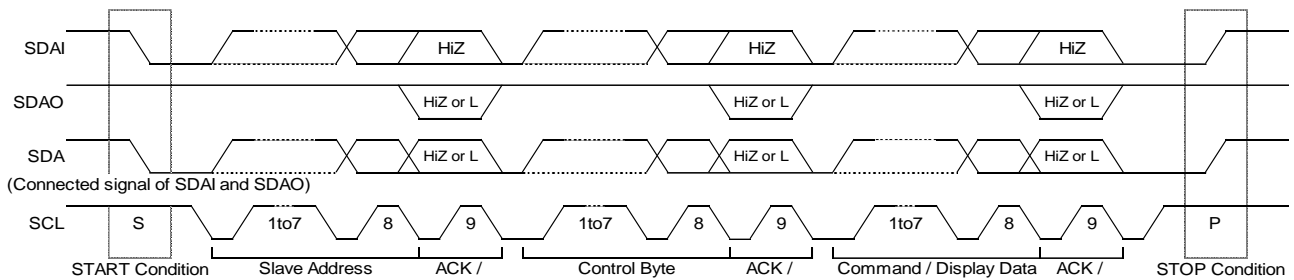 SDAI HiZ HiZ HiZ
SDAO HiZ or L HiZ or L HiZ or L
SDA HiZ or L HiZ or L HiZ or L
(Connected signal of SDAI and SDAO)
SCL S 1to7 8 9 1to7 8 9 1to7 8 9 P
START Condition Slave Address ACK / Control Byte ACK / Command / Display Data ACK / STOP Condition